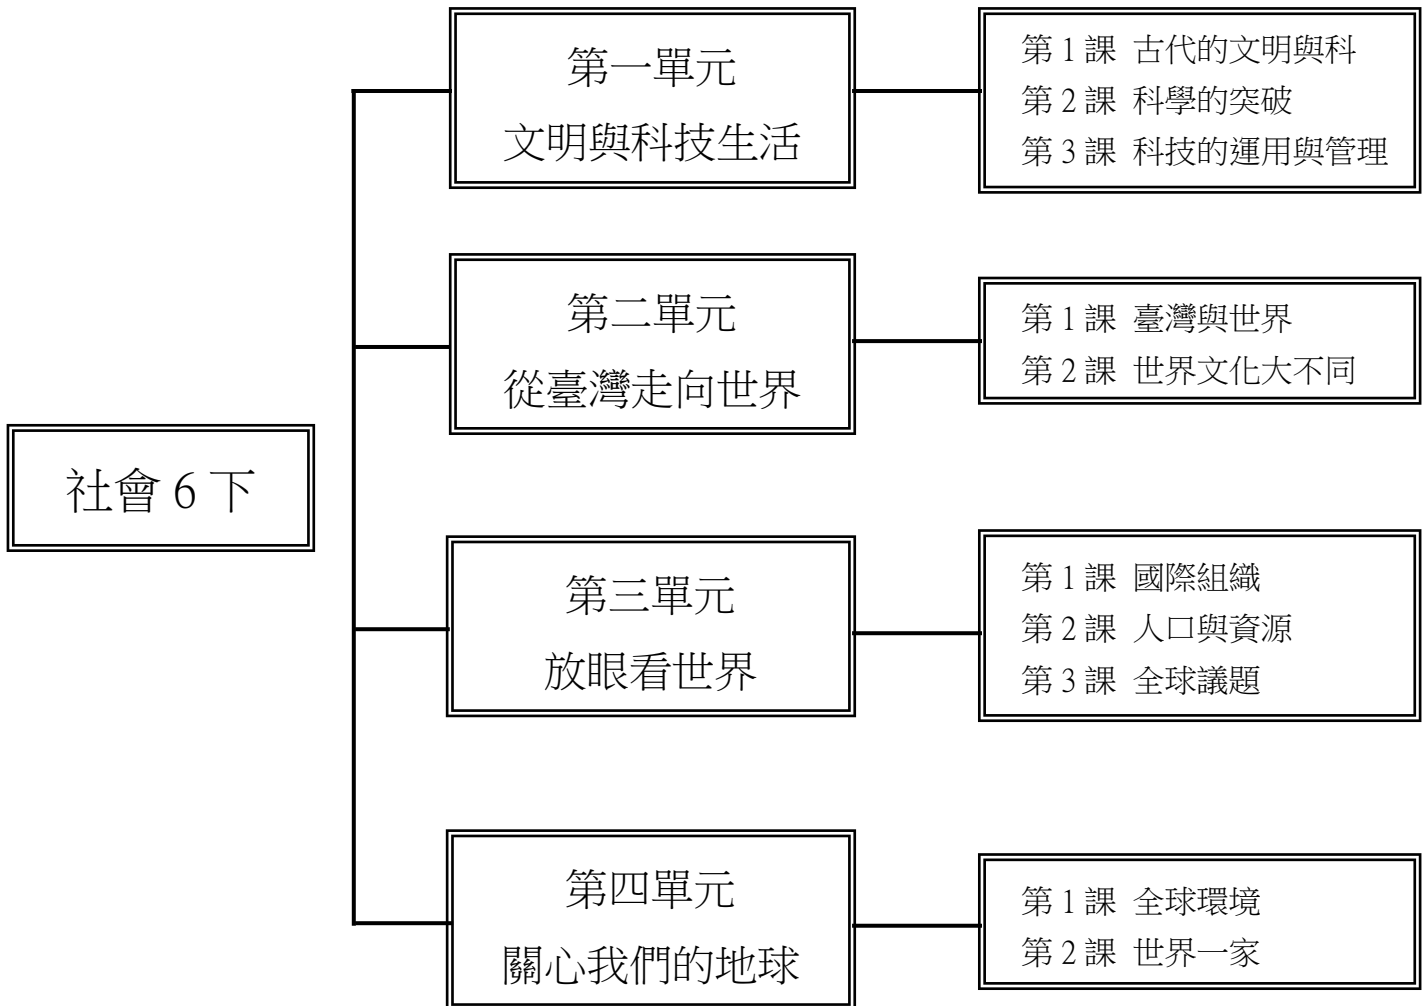 社會 6 下
第一單元
文明與科技生活
第 1 課 古代的文明與科
第 2 課 科學的突破
第 3 課 科技的運用與管理
第二單元
從臺灣走向世界
第 1 課 臺灣與世界
第 2 課 世界文化大不同
第三單元
放眼看世界
第 1 課 國際組織
第 2 課 人口與資源
第 3 課 全球議題
第四單元
關心我們的地球
第 1 課 全球環境
第 2 課 世界一家